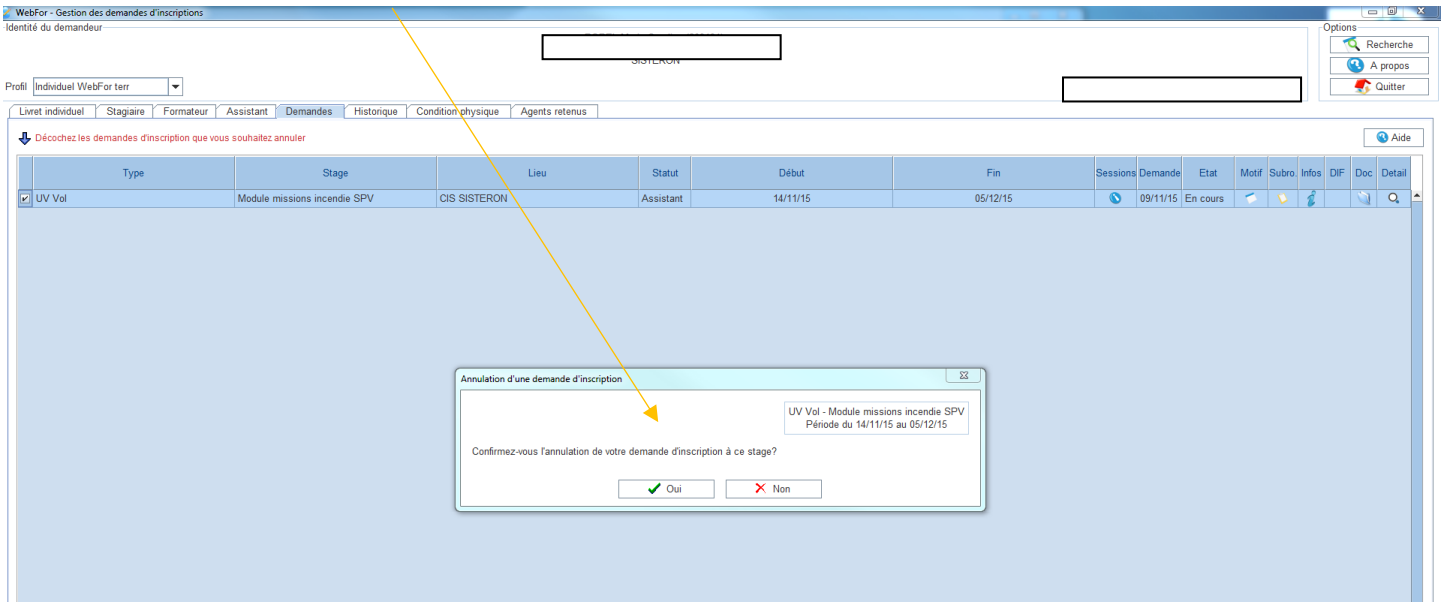 WebFor - Gestion des demandes d'inscriptions
Identité du demandeur
Options
Recherche
SISTERON
A propos
Profil Individuel WebFor terr
Quitter
Livret individuel Stagiaire Formateur Assistant Demandes Historique Condition physique Agents retenus
Décochez les demandes d'inscription que vous souhaitez annuler
Aide
Type Stage Lieu Statut Début Fin Sessions Demande Etat Motif Subro. Infos DIF Doc Detail
UV Vol Module missions incendie SPV CIS SISTERON Assistant 14/11/15 05/12/15 09/11/15 En cours
Annulation d'une demande d'inscription
UV Vol - Module missions incendie SPV
Période du 14/11/15 au 05/12/15
Confirmez-vous l'annulation de votre demande d'inscription à ce stage?
Oui Non